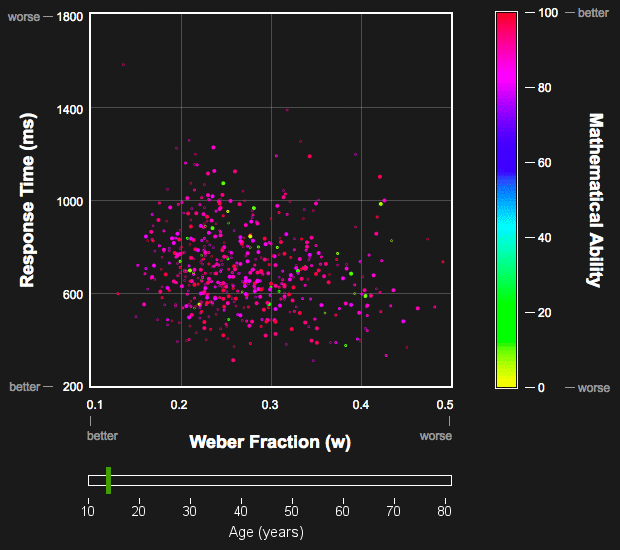 worse
1800
1400
1000
600
better
200
Response Time (ms)
0.1
0.2
0.3
0.4
0.5
better
worse
Weber Fraction (w)
100
better
80
60
40
20
0
worse
Mathematical Ability
10
20
30
40
50
60
70
80
Age (years)